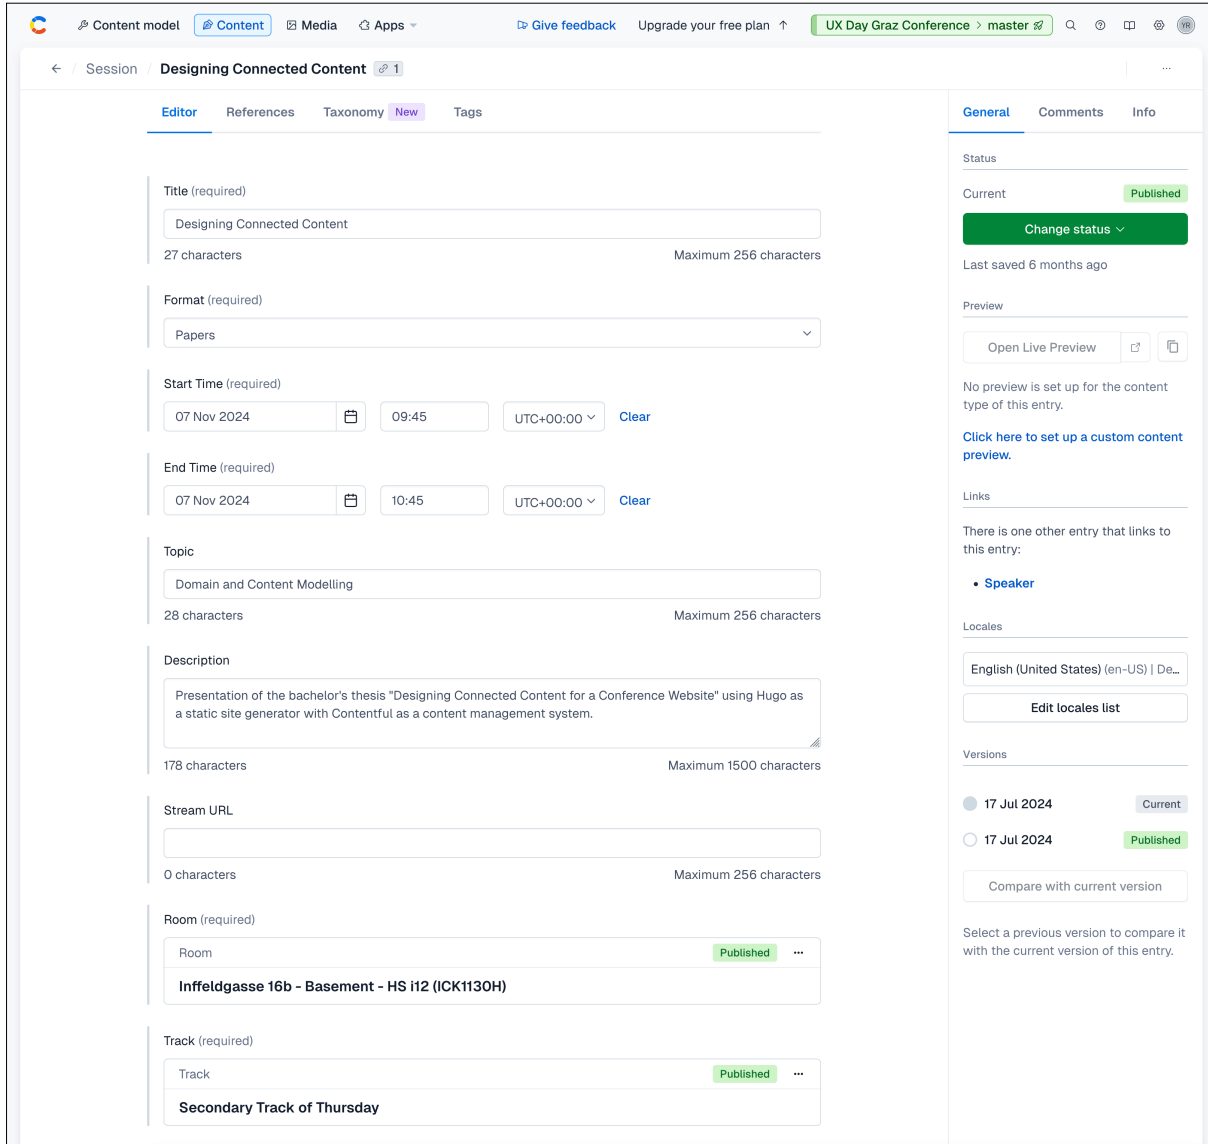 Content model Content Media Apps Give feedback Upgrade your free plan ↑ UX Day Graz Conference > master YR
← / Session / Designing Connected Content 1 ...
Editor References Taxonomy New Tags
General Comments Info
Title (required)
Designing Connected Content
27 characters Maximum 256 characters
Format (required)
Papers
Start Time (required)
07 Nov 2024 09:45 UTC+00:00 Clear
End Time (required)
07 Nov 2024 10:45 UTC+00:00 Clear
Topic
Domain and Content Modelling
28 characters Maximum 256 characters
Description
Presentation of the bachelor's thesis "Designing Connected Content for a Conference Website" using Hugo as
a static site generator with Contentful as a content management system.
178 characters Maximum 1500 characters
Stream URL
0 characters Maximum 256 characters
Room (required)
Room Published ...
Inffeldgasse 16b - Basement - HS i12 (ICK1130H)
Track (required)
Track Published ...
Secondary Track of Thursday
Status
Current Published
Change status
Last saved 6 months ago
Preview
Open Live Preview
No preview is set up for the content
type of this entry.
Click here to set up a custom content
preview.
Links
There is one other entry that links to
this entry:
• Speaker
Locales
English (United States) (en-US) | De...
Edit locales list
Versions
17 Jul 2024 Current
17 Jul 2024 Published
Compare with current version
Select a previous version to compare it
with the current version of this entry.